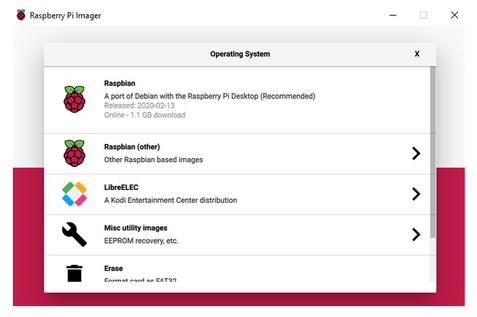 Raspberry Pi Imager
Operating System
X
Raspbian
A port of Debian with the Raspberry Pi Desktop (Recommended)
Released: 2020-02-13
Online - 1.1 GB download
Raspbian (other)
Other Raspbian based images
LibreELEC
A Kodi Entertainment Center distribution
Misc utility images
EEPROM recovery, etc.
Erase
Format card as FAT32